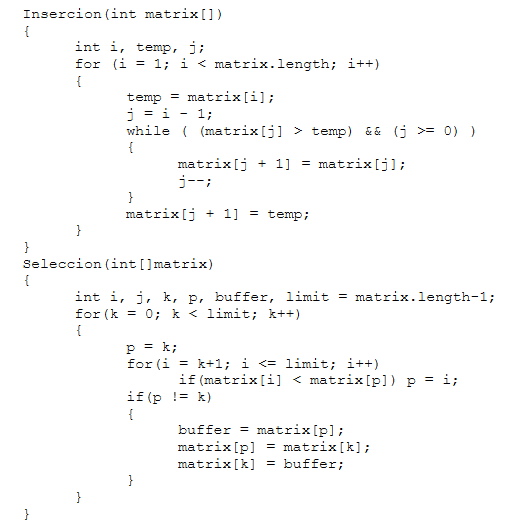 Insercion(int matrix[])
{
int i, temp, j;
for (i = 1; i < matrix.length; i++)
{
temp = matrix[i];
j = i - 1;
while ( (matrix[j] > temp) && (j >= 0) )
{
matrix[j + 1] = matrix[j];
j--;
}
matrix[j + 1] = temp;
}
}
Seleccion(int[]matrix)
{
int i, j, k, p, buffer, limit = matrix.length-1;
for(k = 0; k < limit; k++)
{
p = k;
for(i = k+1; i <= limit; i++)
if(matrix[i] < matrix[p]) p = i;
if(p != k)
{
buffer = matrix[p];
matrix[p] = matrix[k];
matrix[k] = buffer;
}
}
}